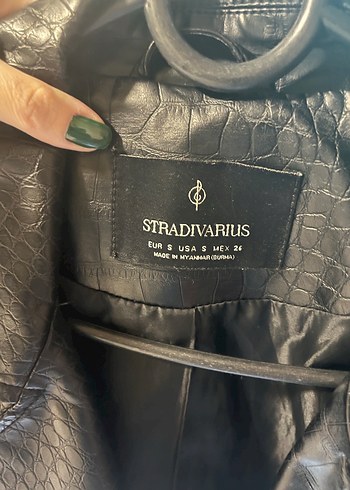 STRADIVARIUS
EUR S USA S MEX 26
MADE IN MYANMAR (BURMA)